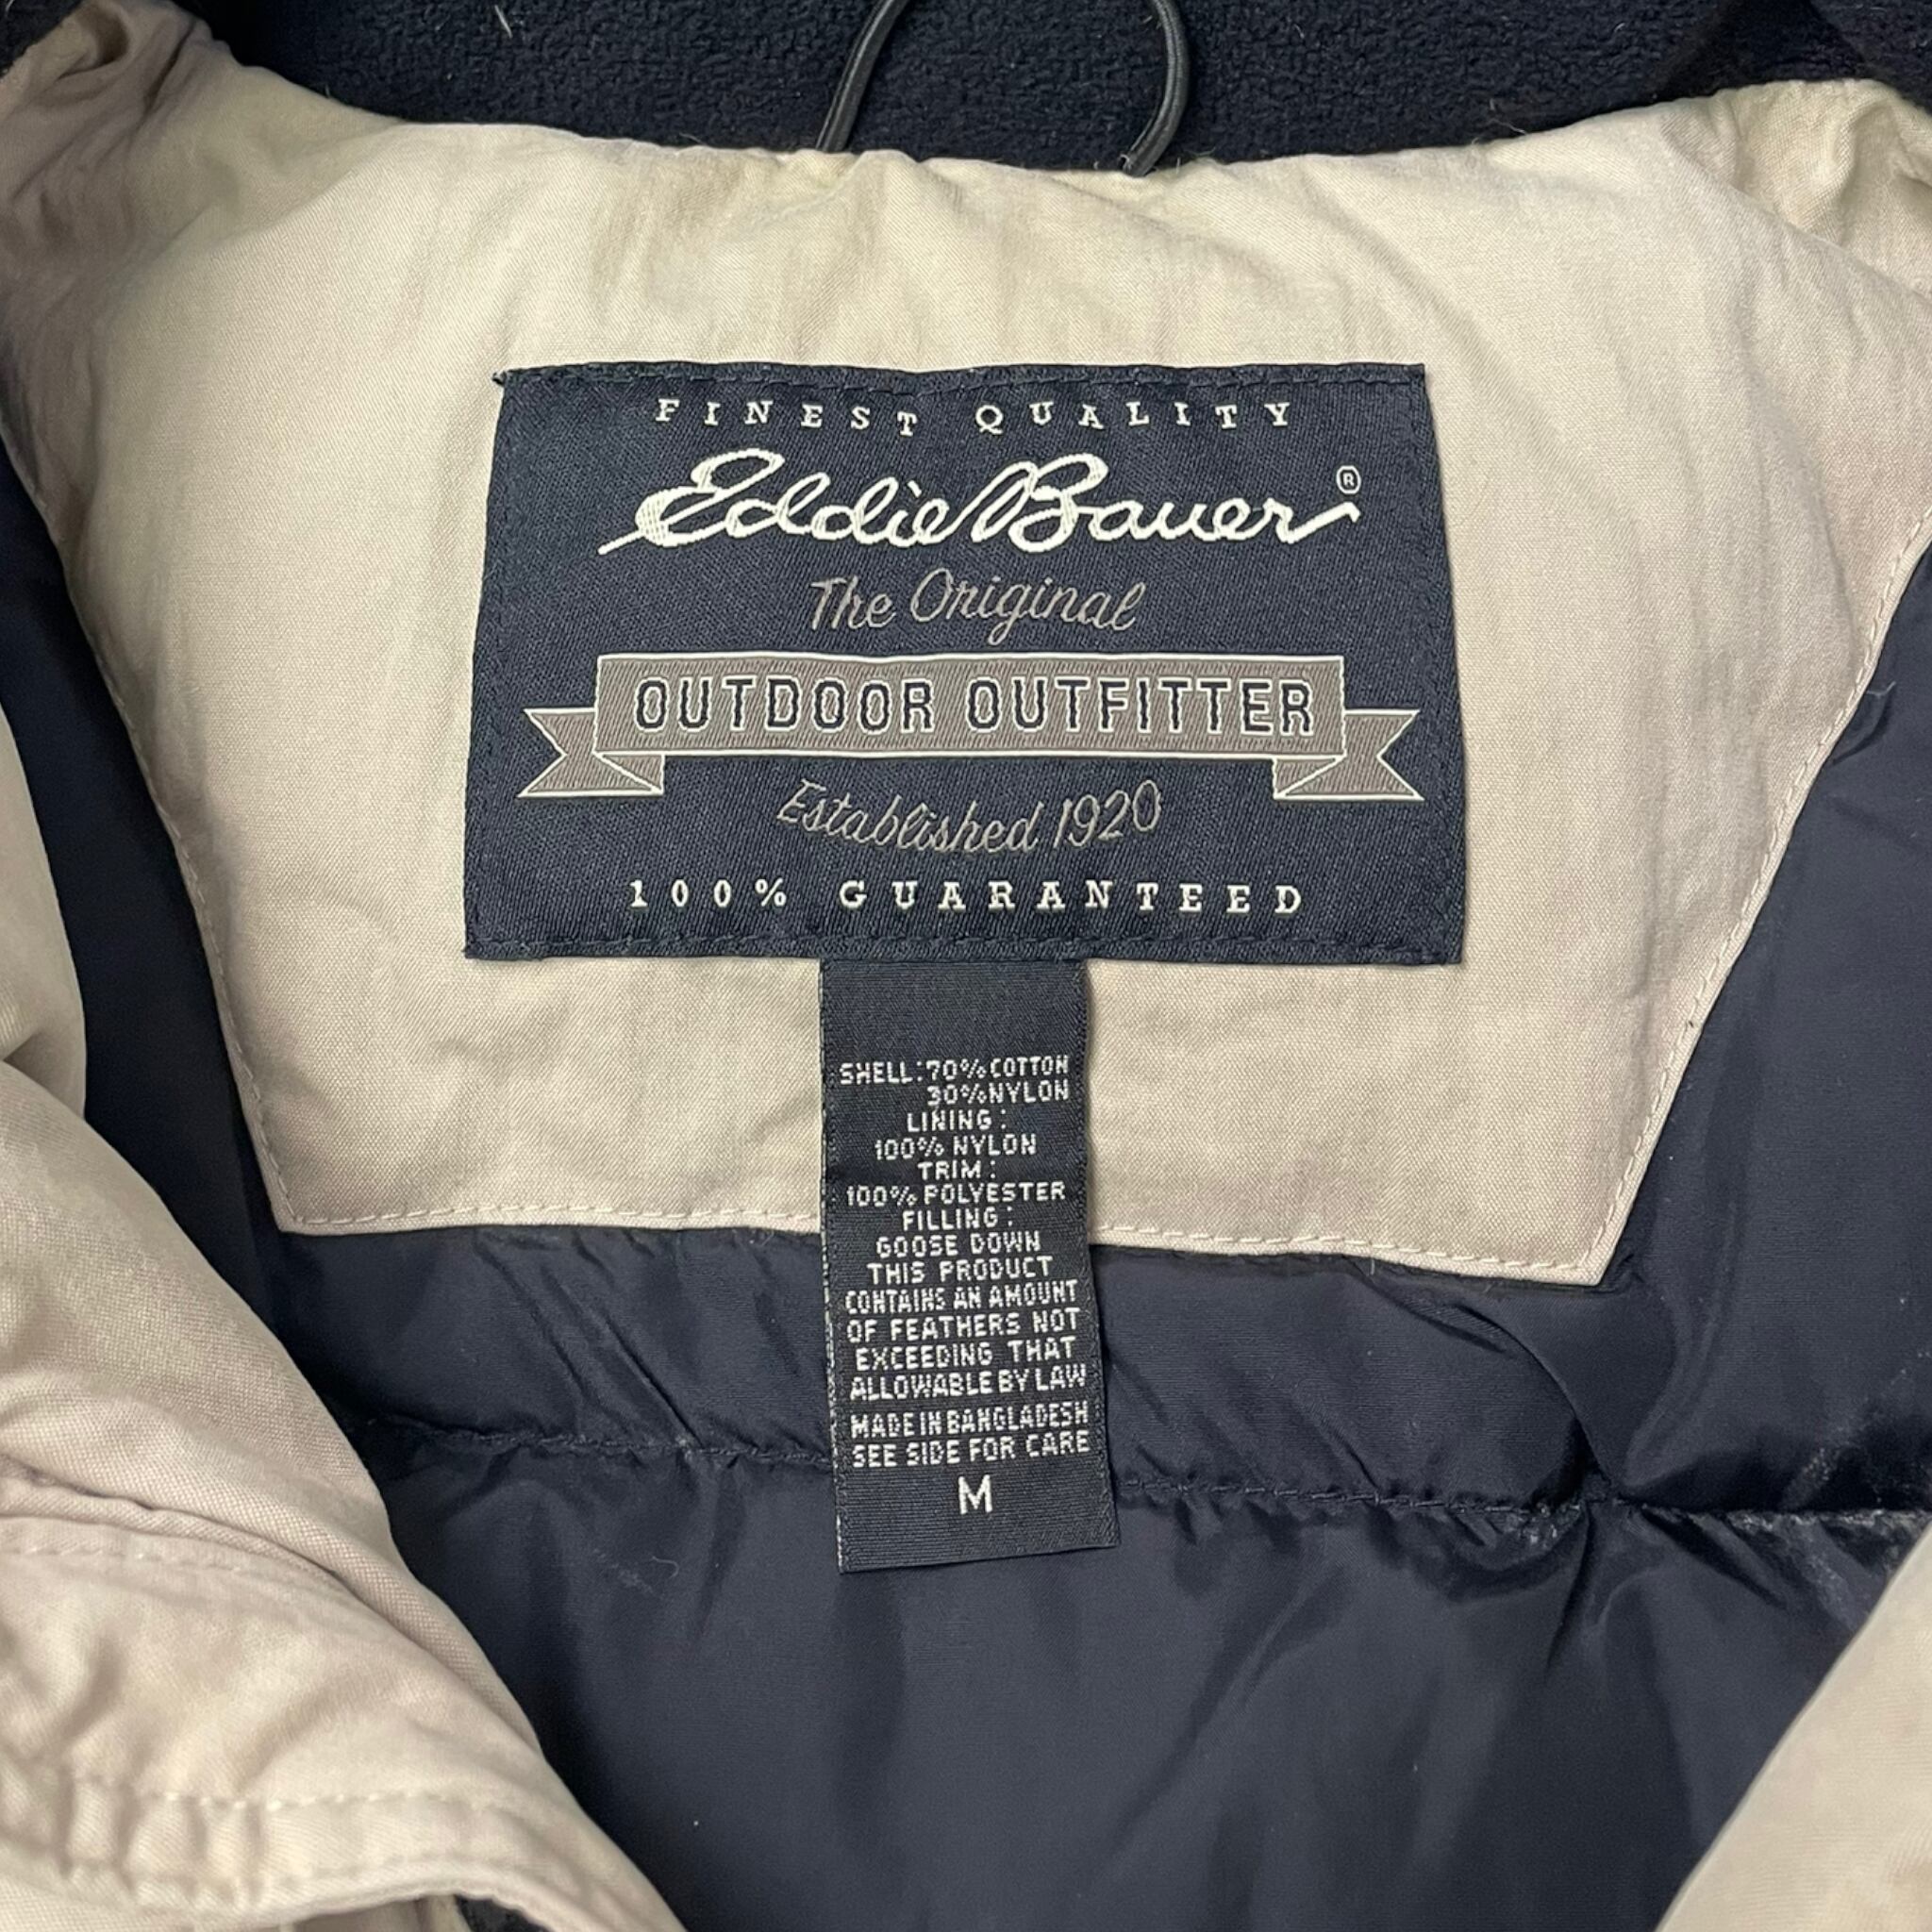 FINEST QUALITY
Eddie Bauer®
The Original
OUTDOOR OUTFITTER
Established 1920
100% GUARANTEED
SHELL:70%COTTON
30%NYLON
LINING:
100% NYLON
TRIM:
100% POLYESTER
FILLING:
GOOSE DOWN
THIS PRODUCT
CONTAINS AN AMOUNT
OF FEATHERS NOT
EXCEEDING THAT
ALLOWABLE BY LAW
MADE IN BANGLADESH
SEE SIDE FOR CARE
M